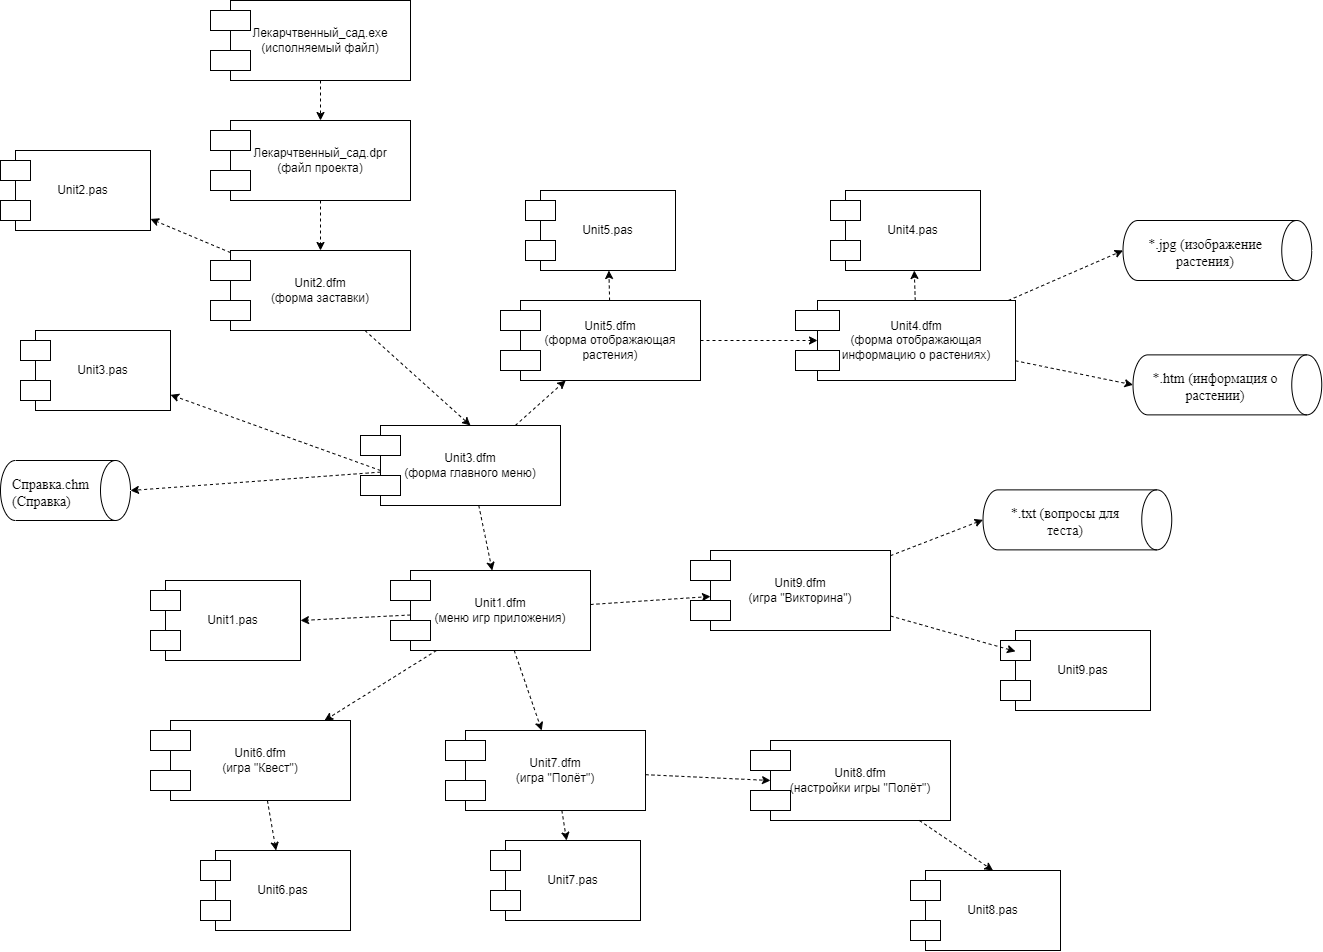 Лекарчтвенный_сад.exe
(исполняемый файл)
Лекарчтвенный_сад.dpr
(файл проекта)
Unit2.pas
Unit2.dfm
(форма заставки)
Unit5.pas
Unit4.pas
*.jpg (изображение
растения)
Unit5.dfm
(форма отображающая
растения)
Unit4.dfm
(форма отображающая
информацию о растениях)
Unit3.pas
*.htm (информация о
растении)
Unit3.dfm
(форма главного меню)
Справка.chm
(Справка)
*.txt (вопросы для
теста)
Unit9.dfm
(игра "Викторина")
Unit1.dfm
(меню игр приложения)
Unit1.pas
Unit9.pas
Unit6.dfm
(игра "Квест")
Unit7.dfm
(игра "Полёт")
Unit8.dfm
(настройки игры "Полёт")
Unit6.pas
Unit7.pas
Unit8.pas